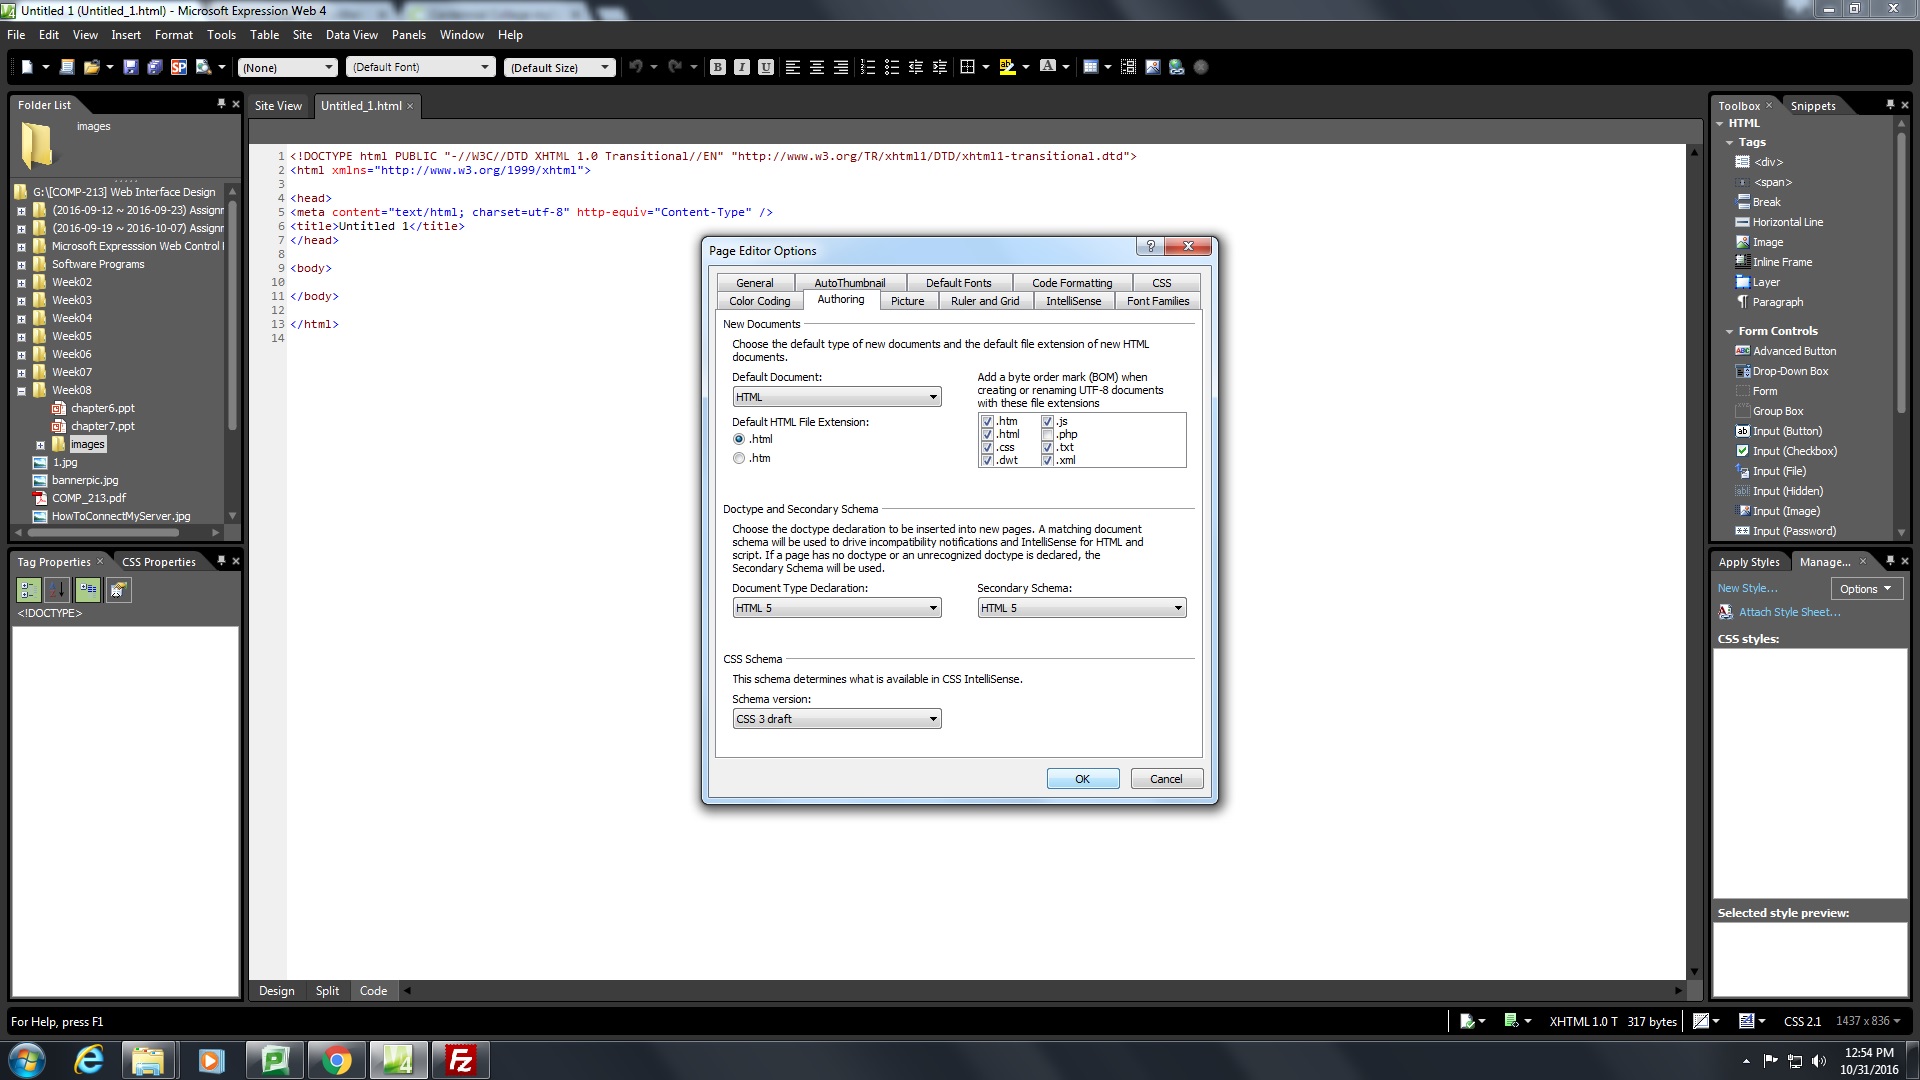 Untitled 1 (Untitled_1.html) - Microsoft Expression Web 4
File Edit View Insert Format Tools Table Site Data View Panels Window Help
(None) (Default Font) (Default Size) B I U
Folder List
images
G:\[COMP-213] Web Interface Design
(2016-09-12 ~ 2016-09-23) Assignm
(2016-09-19 ~ 2016-10-07) Assignm
Microsoft Expresssion Web Control
Software Programs
Week02
Week03
Week04
Week05
Week06
Week07
Week08
chapter6.ppt
chapter7.ppt
images
1.jpg
bannerpic.jpg
COMP_213.pdf
HowToConnectMyServer.jpg
Tag Properties CSS Properties
<!DOCTYPE>
Site View Untitled_1.html
1 <!DOCTYPE html PUBLIC "-//W3C//DTD XHTML 1.0 Transitional//EN" "http://www.w3.org/TR/xhtml1/DTD/xhtml1-transitional.dtd">
2 <html xmlns="http://www.w3.org/1999/xhtml">
3
4 <head>
5 <meta content="text/html; charset=utf-8" http-equiv="Content-Type" />
6 <title>Untitled 1</title>
7 </head>
8
9 <body>
10
11 </body>
12
13 </html>
14
Page Editor Options
General AutoThumbnail Default Fonts Code Formatting CSS
Color Coding Authoring Picture Ruler and Grid IntelliSense Font Families
New Documents
Choose the default type of new documents and the default file extension of new HTML
documents.
Default Document:
HTML
Default HTML File Extension:
.html
.htm
Add a byte order mark (BOM) when
creating or renaming UTF-8 documents
with these file extensions
.htm .js
.html .php
.css .txt
.dwt .xml
Doctype and Secondary Schema
Choose the doctype declaration to be inserted into new pages. A matching document
schema will be used to drive incompatibility notifications and IntelliSense for HTML and
script. If a page has no doctype or an unrecognized doctype is declared, the
Secondary Schema will be used.
Document Type Declaration: Secondary Schema:
HTML 5 HTML 5
CSS Schema
This schema determines what is available in CSS IntelliSense.
Schema version:
CSS 3 draft
OK Cancel
Design Split Code
Toolbox Snippets
HTML
Tags
<div>
<span>
Break
Horizontal Line
Image
Inline Frame
Layer
Paragraph
Form Controls
Advanced Button
Drop-Down Box
Form
Group Box
Input (Button)
Input (Checkbox)
Input (File)
Input (Hidden)
Input (Image)
Input (Password)
Apply Styles Manage...
New Style... Options
Attach Style Sheet...
CSS styles:
Selected style preview:
For Help, press F1
XHTML 1.0 T 317 bytes CSS 2.1 1437 x 836
12:54 PM
10/31/2016